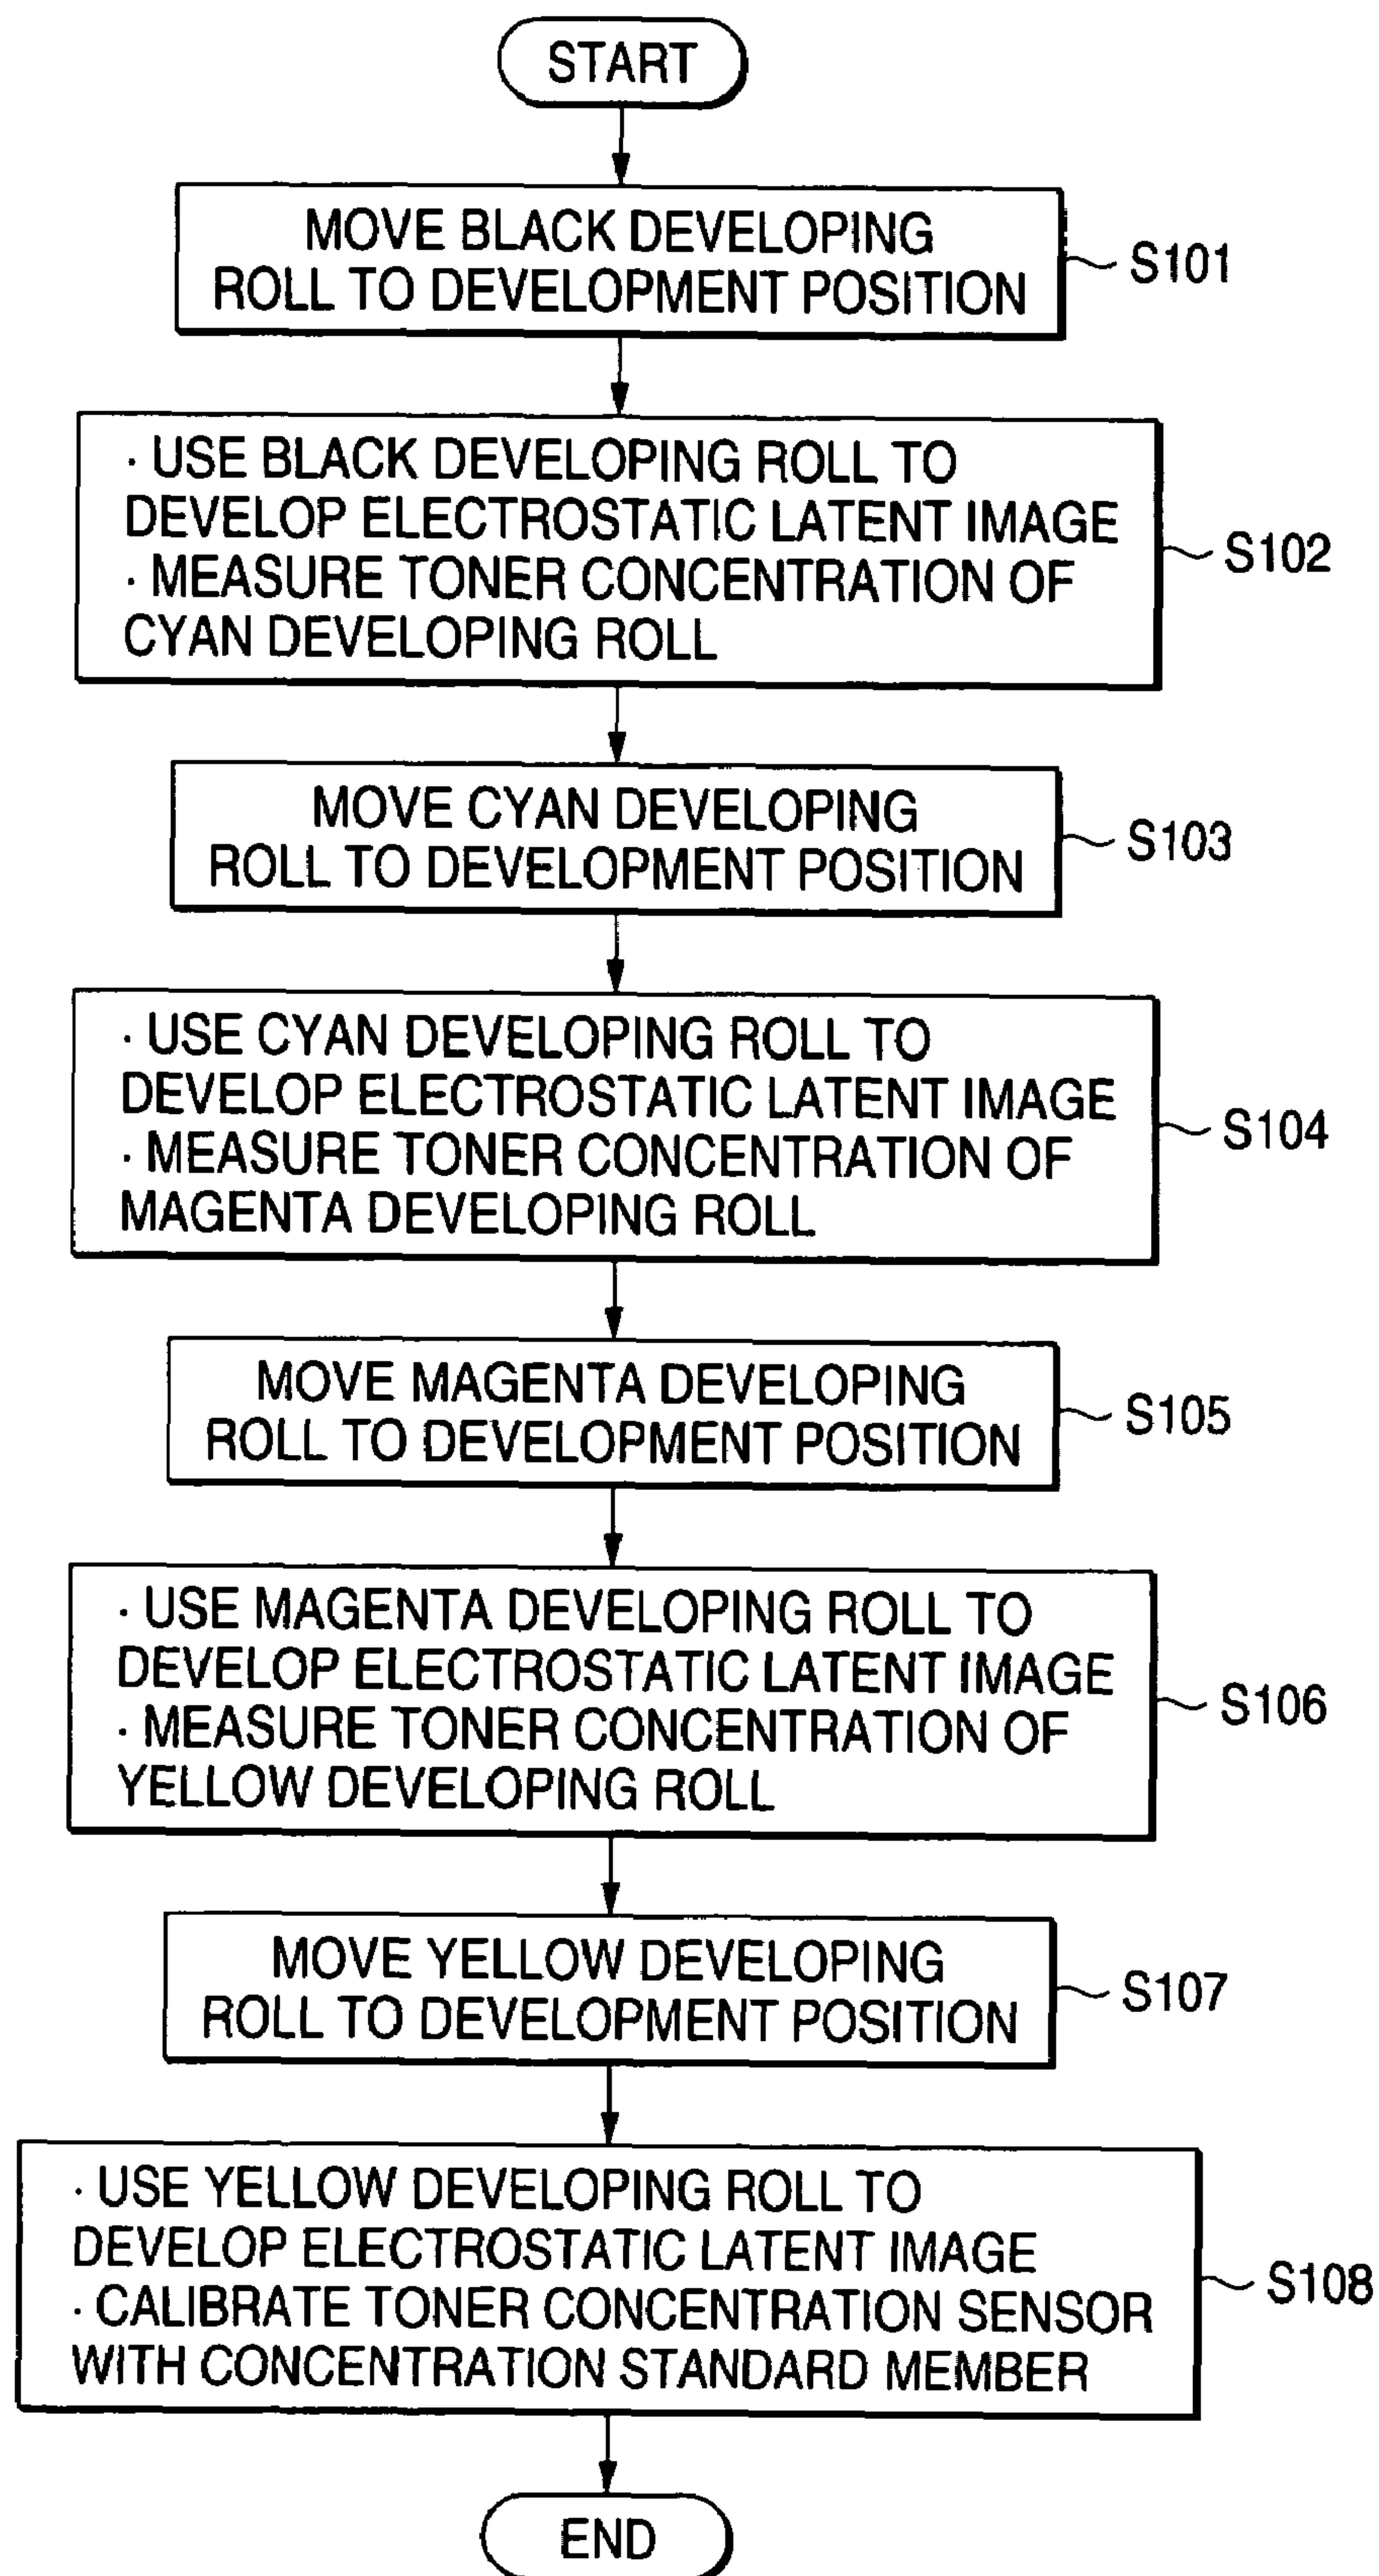 START
MOVE BLACK DEVELOPING
ROLL TO DEVELOPMENT POSITION
S101
· USE BLACK DEVELOPING ROLL TO
DEVELOP ELECTROSTATIC LATENT IMAGE
· MEASURE TONER CONCENTRATION OF
CYAN DEVELOPING ROLL
S102
MOVE CYAN DEVELOPING
ROLL TO DEVELOPMENT POSITION
S103
· USE CYAN DEVELOPING ROLL TO
DEVELOP ELECTROSTATIC LATENT IMAGE
· MEASURE TONER CONCENTRATION OF
MAGENTA DEVELOPING ROLL
S104
MOVE MAGENTA DEVELOPING
ROLL TO DEVELOPMENT POSITION
S105
· USE MAGENTA DEVELOPING ROLL TO
DEVELOP ELECTROSTATIC LATENT IMAGE
· MEASURE TONER CONCENTRATION OF
YELLOW DEVELOPING ROLL
S106
MOVE YELLOW DEVELOPING
ROLL TO DEVELOPMENT POSITION
S107
· USE YELLOW DEVELOPING ROLL TO
DEVELOP ELECTROSTATIC LATENT IMAGE
· CALIBRATE TONER CONCENTRATION SENSOR
WITH CONCENTRATION STANDARD MEMBER
S108
END